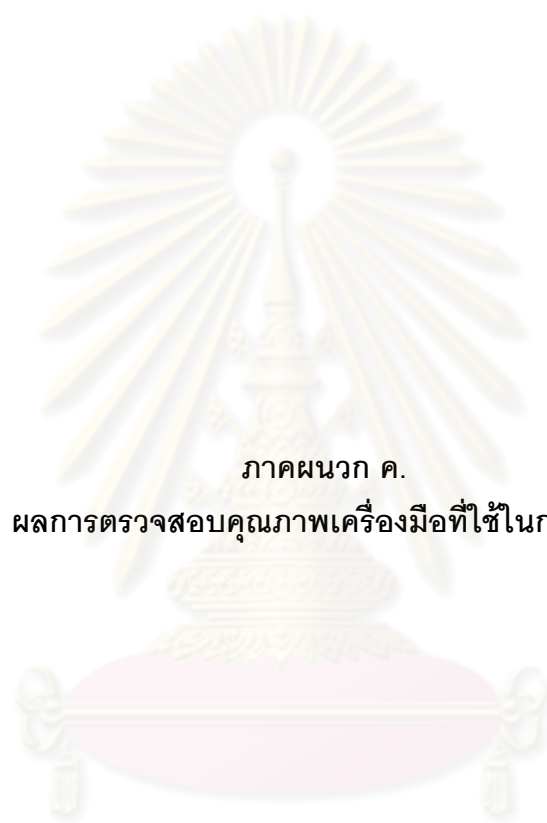 ภาคผนวก ค.
ผลการตรวจสอบคุณภาพเครื่องมือที่ใช้ใน